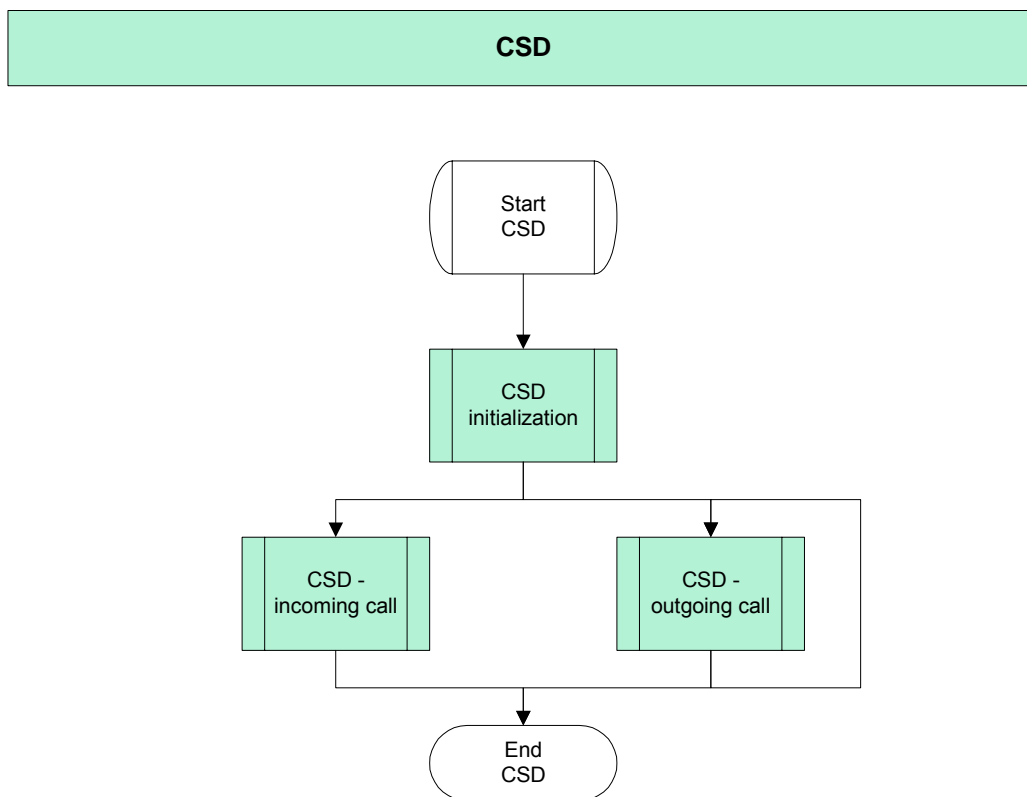 CSD
Start
CSD
CSD
initialization
CSD -
incoming call
CSD -
outgoing call
End
CSD